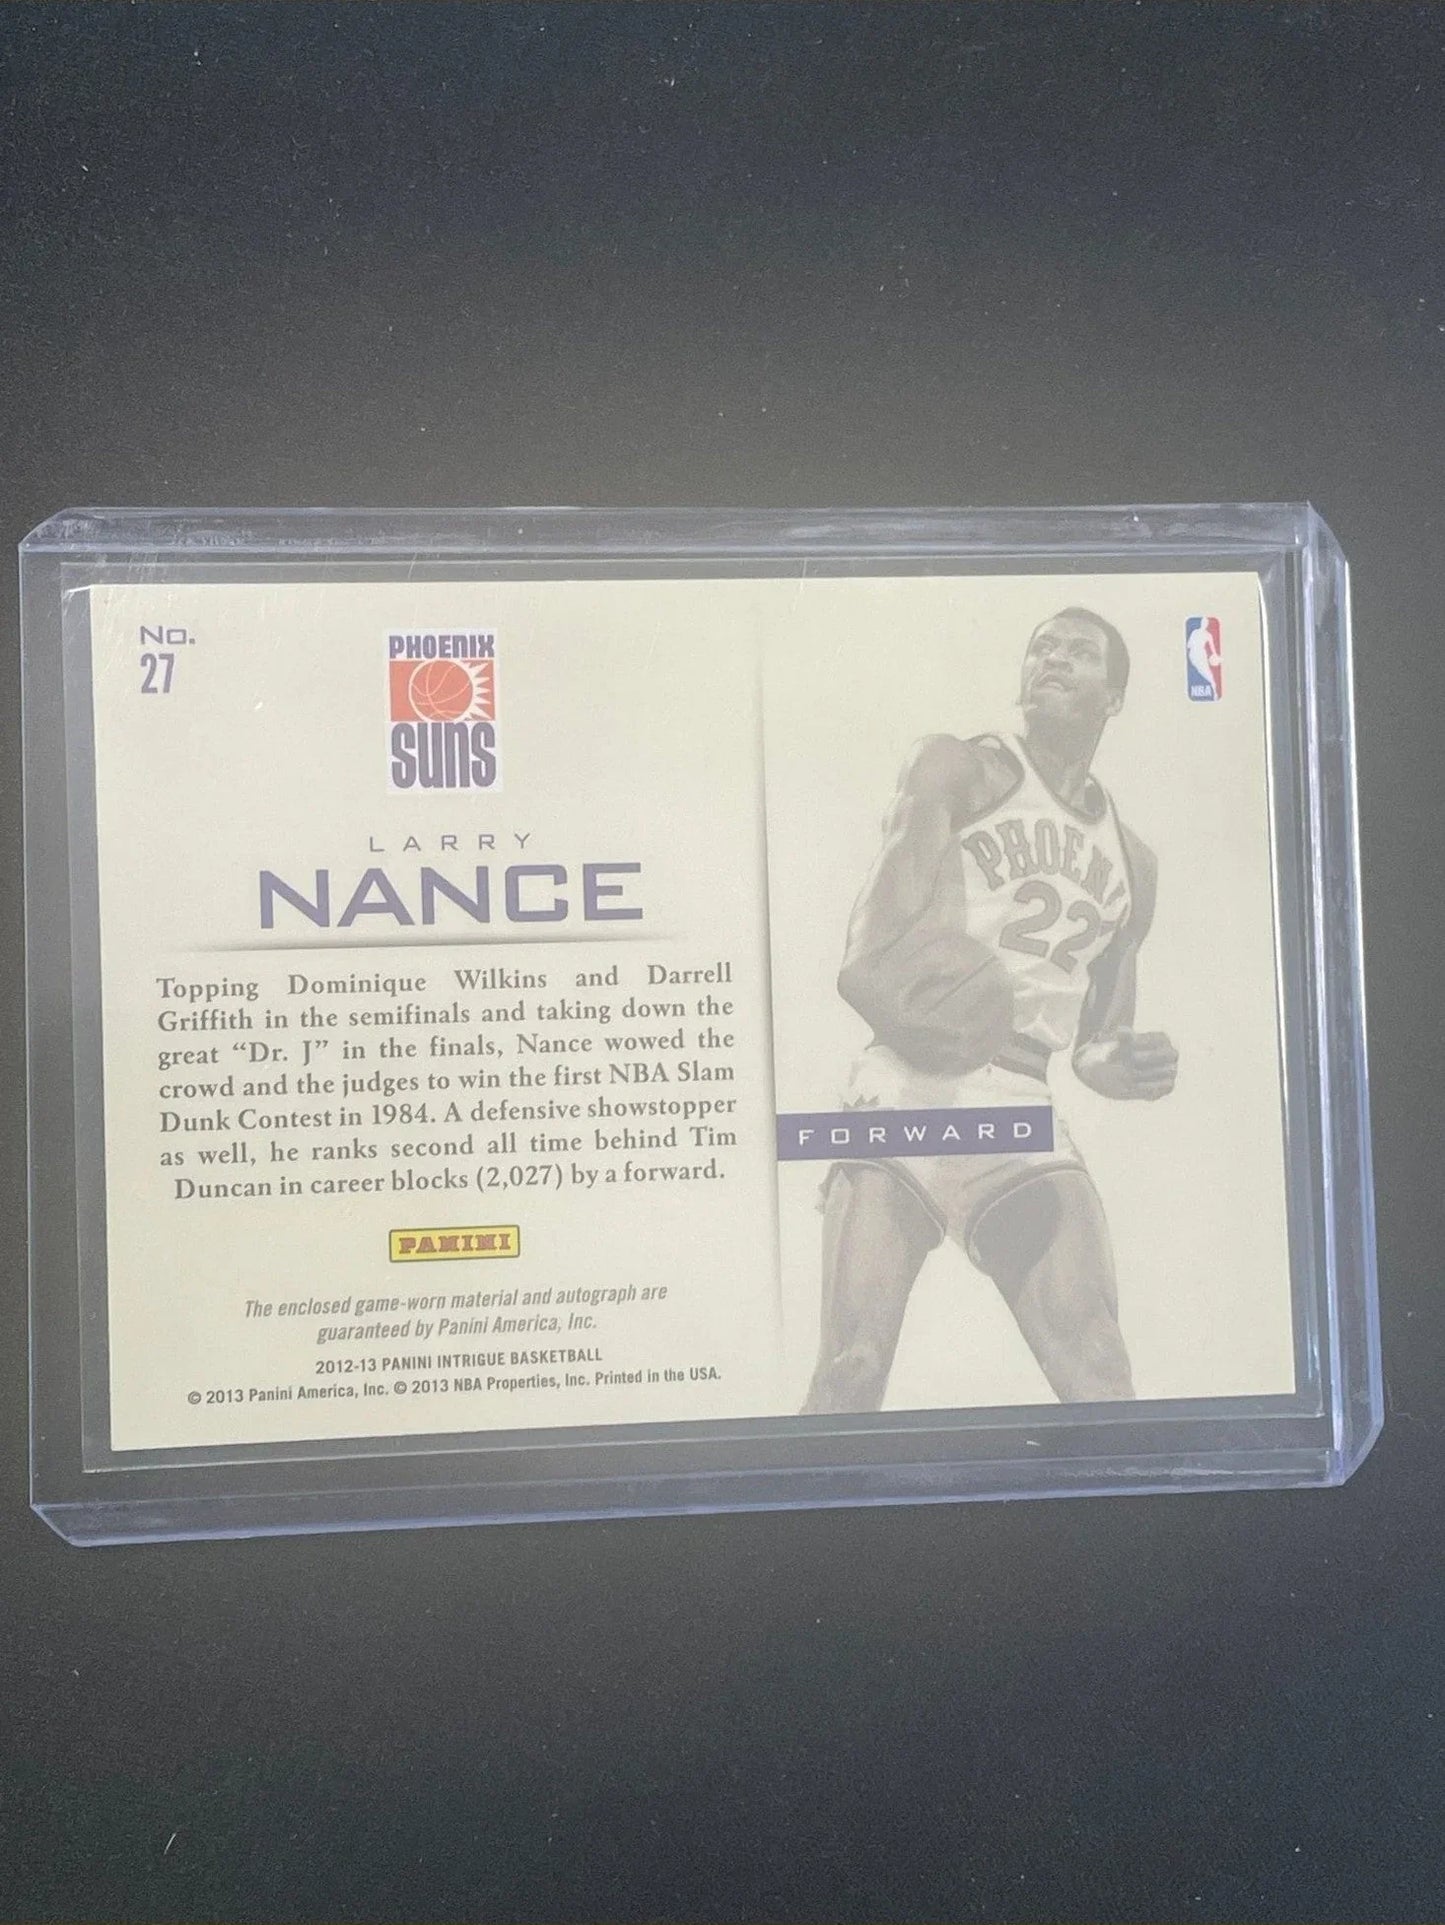 No.
27
PHOENIX
SUNS
LARRY
NANCE
Topping Dominique Wilkins and Darrell
Griffith in the semifinals and taking down the
great “Dr. J” in the finals, Nance wowed the
crowd and the judges to win the first NBA Slam
Dunk Contest in 1984. A defensive showstopper
as well, he ranks second all time behind Tim
Duncan in career blocks (2,027) by a forward.
PANINI
The enclosed game-worn material and autograph are
guaranteed by Panini America, Inc.
2012-13 PANINI INTRIGUE BASKETBALL
© 2013 Panini America, Inc. © 2013 NBA Properties, Inc. Printed in the USA.
NBA
PHOENI
22
FORWARD